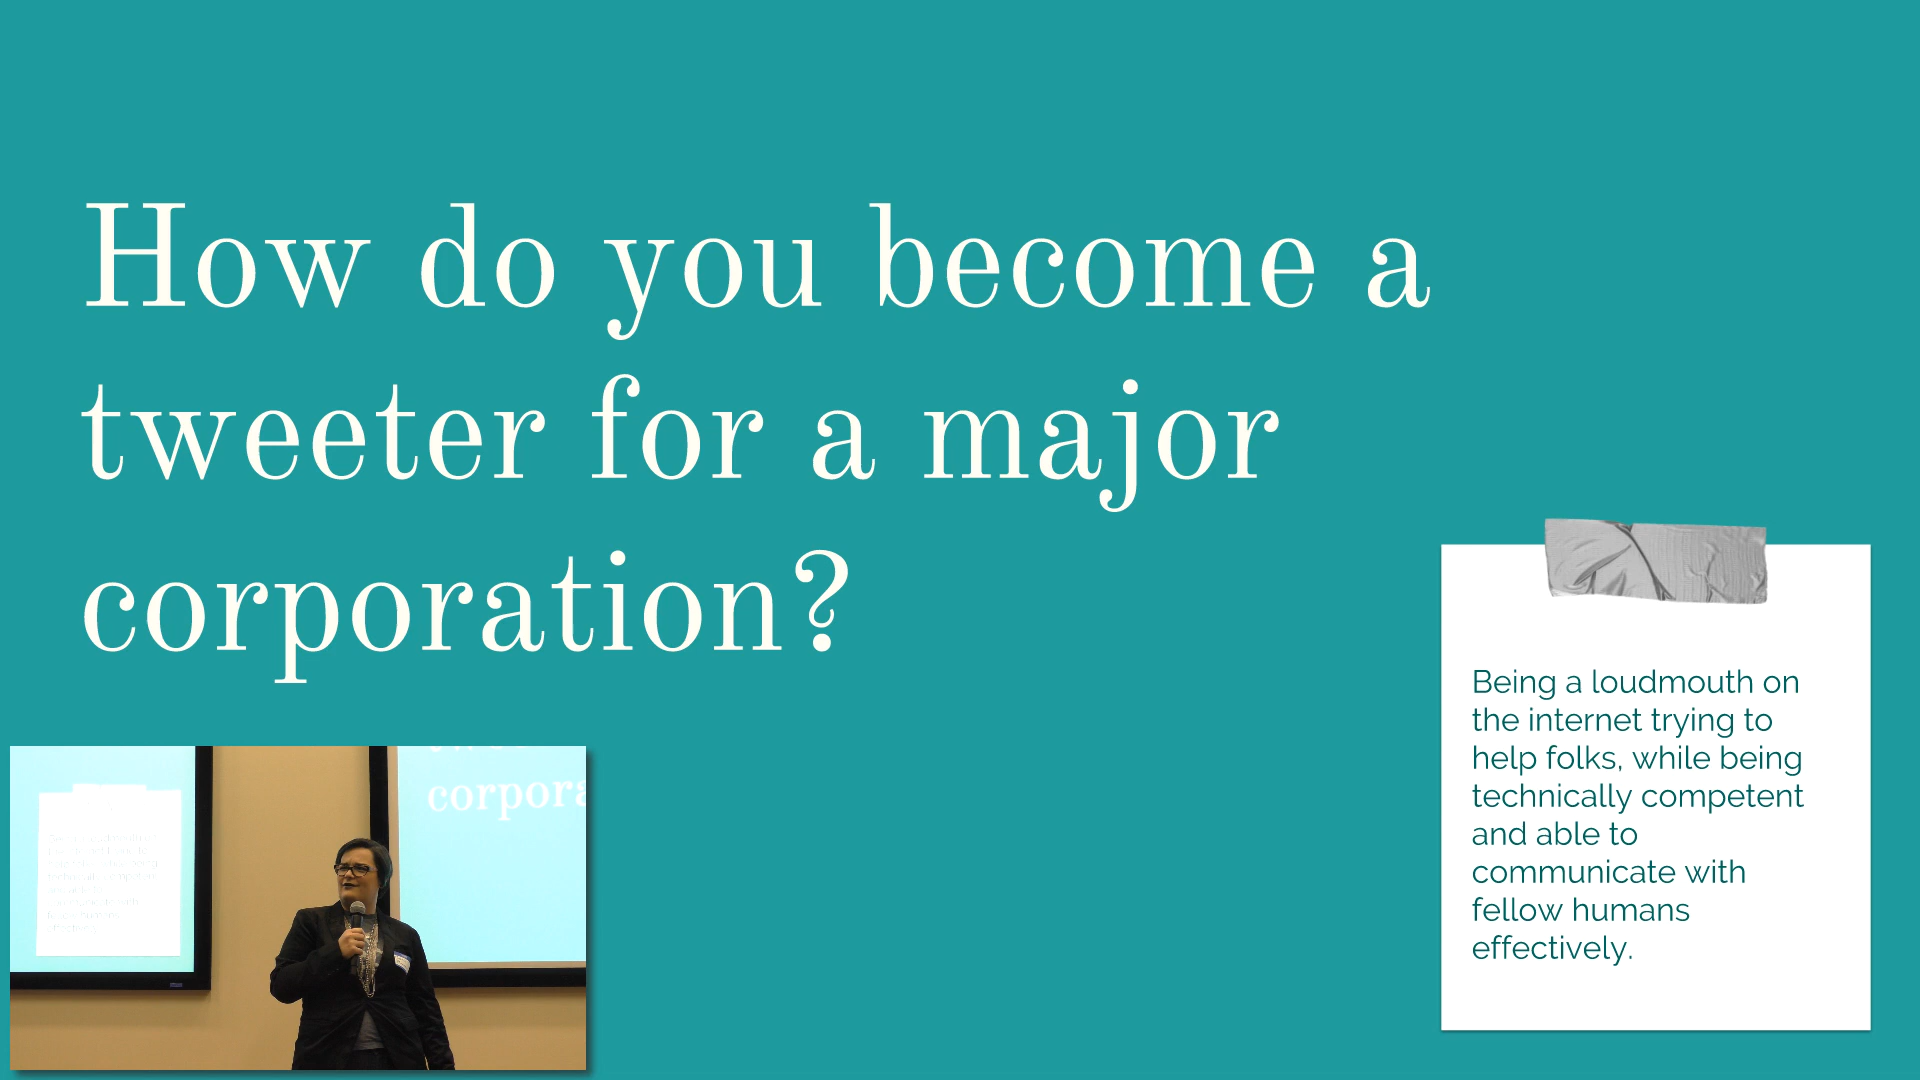 How do you become a
tweeter for a major
corporation?
Being a loudmouth on
the internet trying to
help folks, while being
technically competent
and able to
communicate with
fellow humans
effectively.
corpora